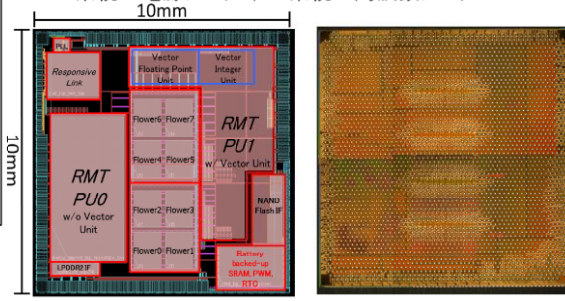 10mm
10mm
PLL
Responsive
Link
Vector
Floating Point
Unit
Vector
Integer
Unit
Flower6
Flower7
Flower4
Flower5
RMT
PU1
w/ Vector Unit
RMT
PU0
w/o Vector
Unit
Flower2
Flower3
Flower0
Flower1
NAND
Flash IF
LPDDR2 IF
Battery
backed-up
SRAM, PWM,
RTC